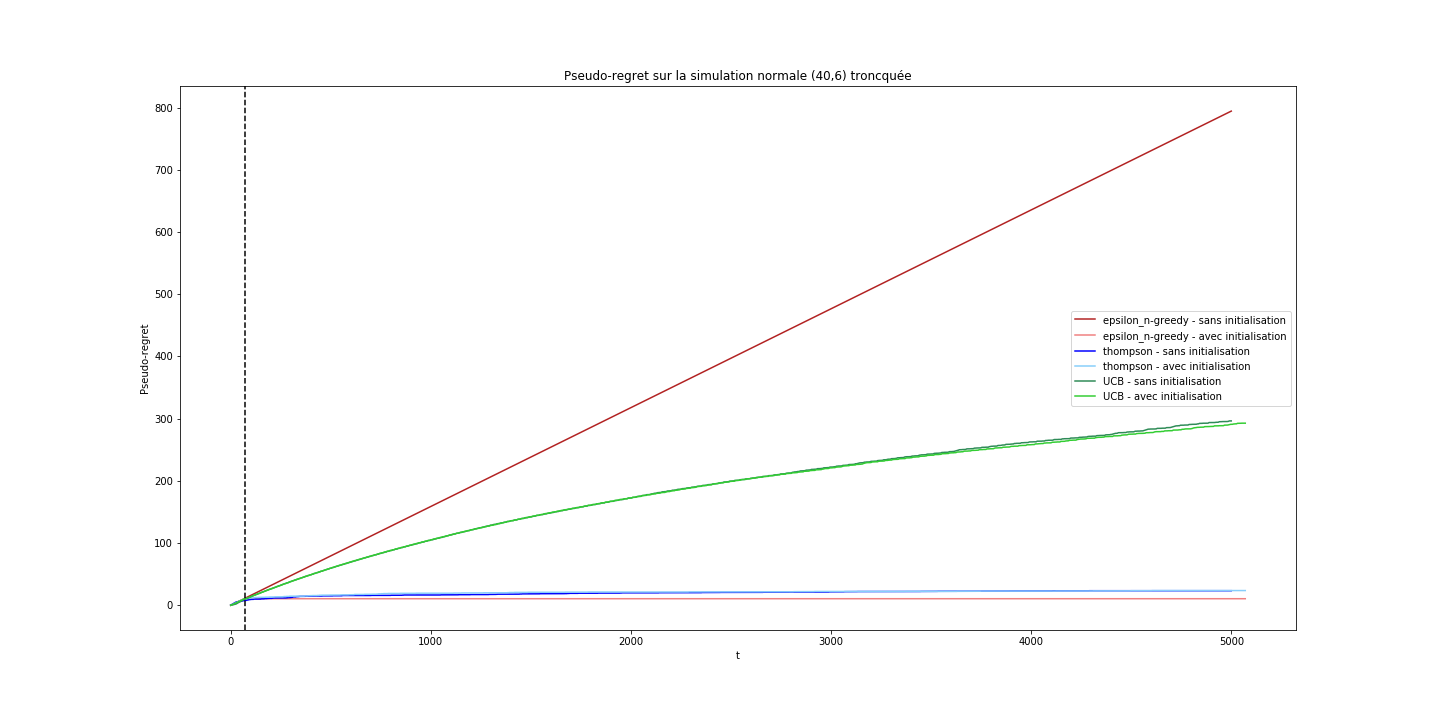 Pseudo-regret sur la simulation normale (40,6) troncquée
800
700
600
500
400
300
200
100
0
Pseudo-regret
epsilon_n-greedy - sans initialisation
epsilon_n-greedy - avec initialisation
thompson - sans initialisation
thompson - avec initialisation
UCB - sans initialisation
UCB - avec initialisation
0 1000 2000 3000 4000 5000
t